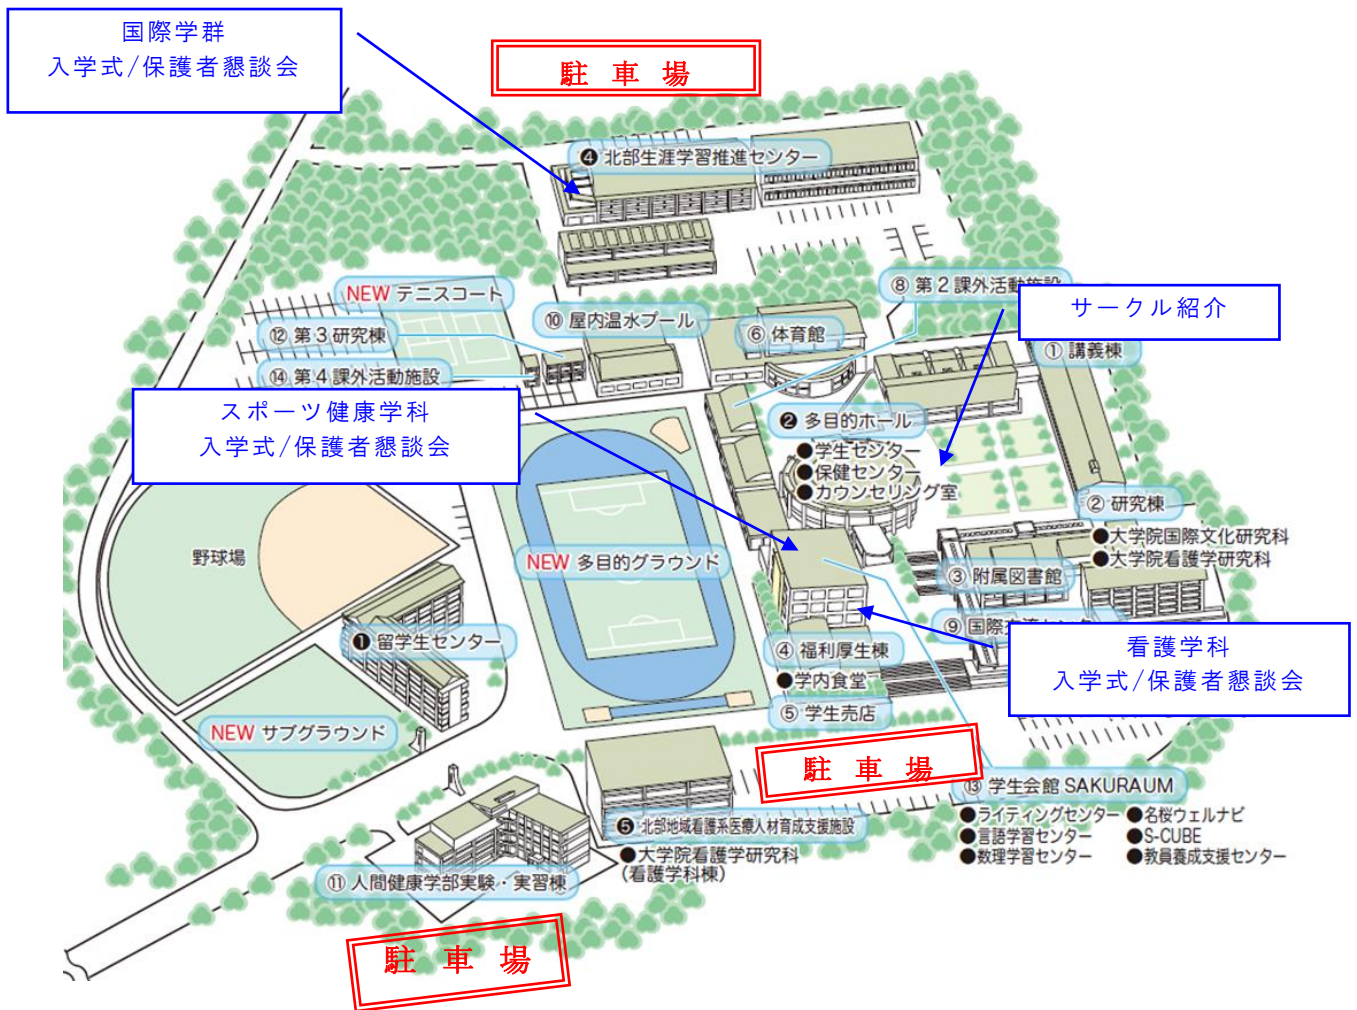 国際学群
入学式/保護者懇談会
駐車場
❹ 北部生涯学習推進センター
⑧ 第2課外活動施設
NEW テニスコート
サークル紹介
⑩ 屋内温水プール
⑥ 体育館
⑫ 第3研究棟
① 講義棟
⑭ 第4課外活動施設
スポーツ健康学科
入学式/保護者懇談会
❷ 多目的ホール
●学生センター
●保健センター
●カウンセリング室
② 研究棟
●大学院国際文化研究科
●大学院看護学研究科
野球場
NEW 多目的グラウンド
③ 附属図書館
⑨ 国際交流セン
❶ 留学生センター
④ 福利厚生棟
●学内食堂
⑤ 学生売店
看護学科
入学式/保護者懇談会
NEW サブグラウンド
駐車場
⑬ 学生会館 SAKURAUM
●ライティングセンター ●名桜ウェルナビ
●言語学習センター ●S-CUBE
●数理学習センター ●教員養成支援センター
❺ 北部地域看護系医療人材育成支援施設
●大学院看護学研究科
(看護学科棟)
⑪ 人間健康学部実験・実習棟
駐車場